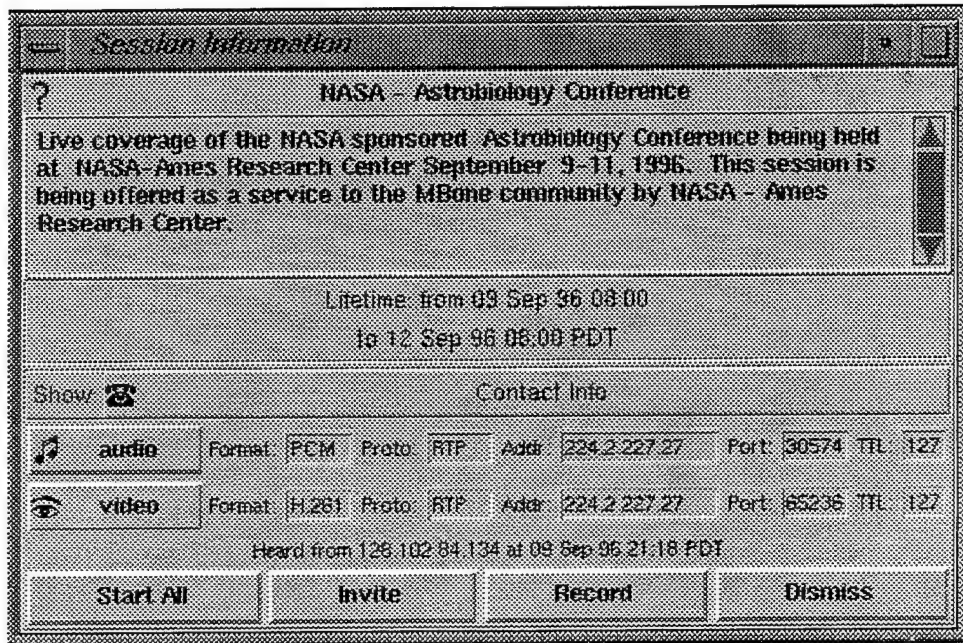 Session Information
? NASA - Astrobiology Conference
Live coverage of the NASA sponsored Astrobiology Conference being held
at NASA-Ames Research Center September 9-11, 1996. This session is
being offered as a service to the MBone community by NASA - Ames
Research Center.
Lifetime: from 09 Sep 96 08:00
to 12 Sep 96 08:00 PDT
Show: Contact Info
audio Format: PCM Proto: RTP Addr: 224.2.227.27 Port: 30574 TTL: 127
video Format: H.261 Proto: RTP Addr: 224.2.227.27 Port: 65236 TTL: 127
Heard from 128.102.84.134 at 09 Sep 96 21:18 PDT
Start All Invite Record Dismiss